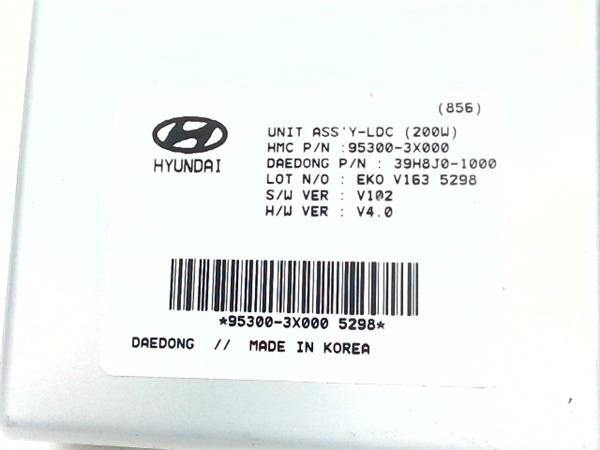 (856)
UNIT ASS'Y-LDC (200W)
HMC P/N :95300-3X000
HYUNDAI
DAEDONG P/N : 39H8J0-1000
LOT N/O : EKO V163 5298
S/W VER : V102
H/W VER : V4.0
*95300-3X000 5298*
DAEDONG // MADE IN KOREA